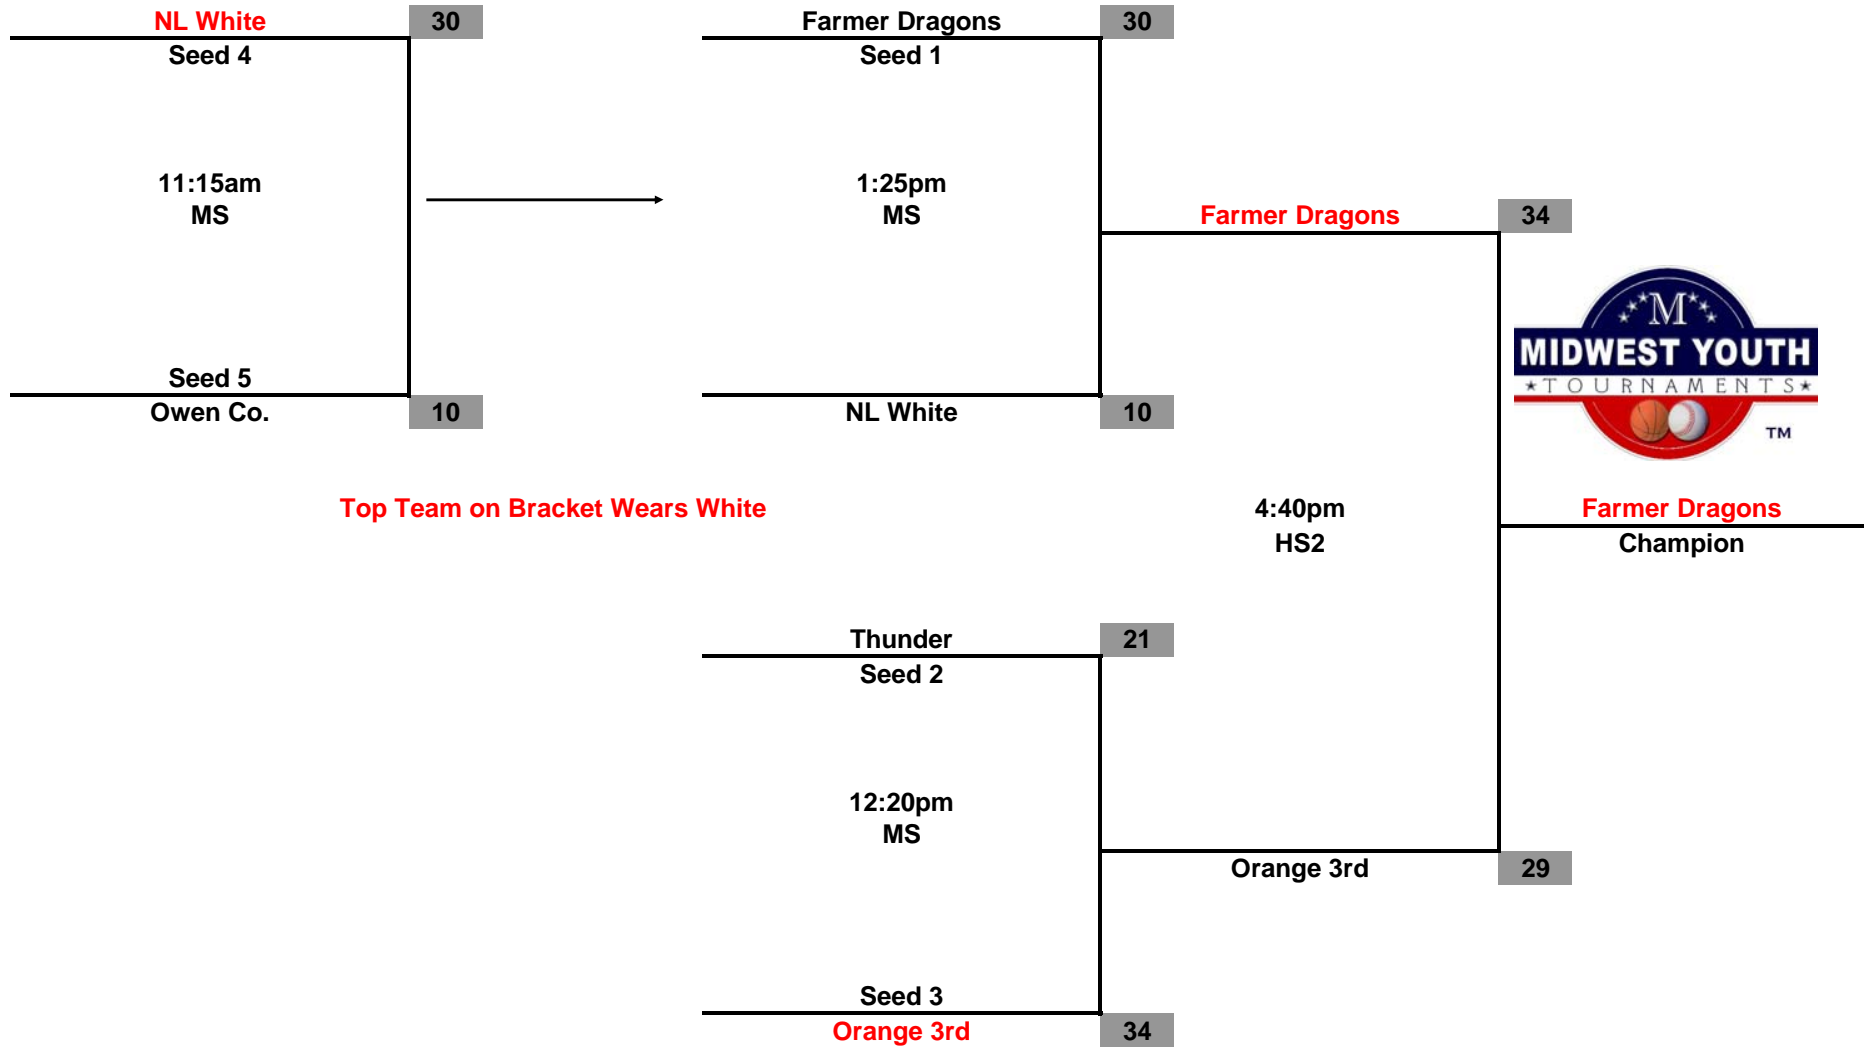 NL White 30
Seed 4
11:15am
MS
Seed 5
Owen Co. 10
Farmer Dragons 30
Seed 1
1:25pm
MS
NL White 10
Farmer Dragons 34
M
MIDWEST YOUTH
TOURNAMENTS
TM
Top Team on Bracket Wears White
4:40pm
HS2
Farmer Dragons
Champion
Thunder 21
Seed 2
12:20pm
MS
Orange 3rd 29
Seed 3
Orange 3rd 34